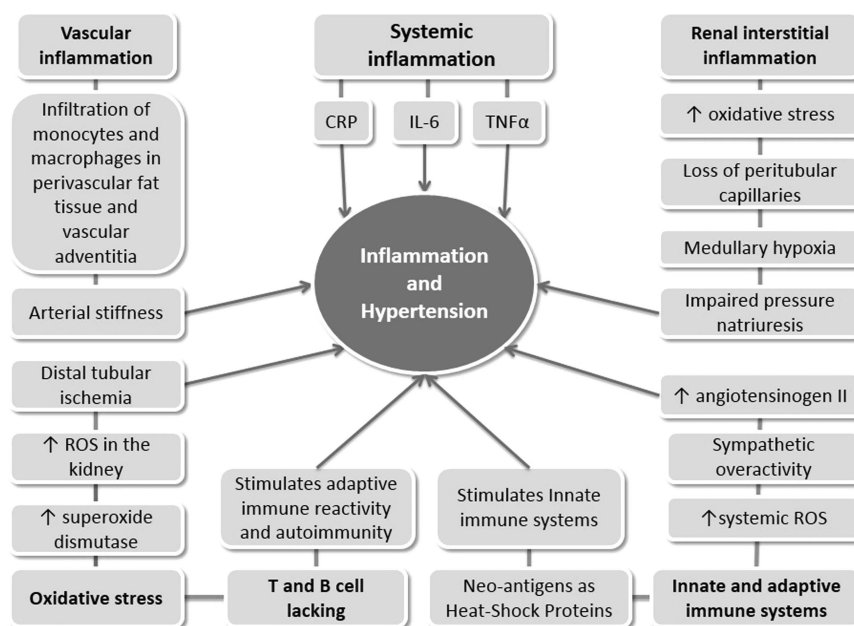 Vascular
inflammation
Infiltration of
monocytes and
macrophages in
perivascular fat
tissue and
vascular
adventitia
Arterial stiffness
Distal tubular
ischemia
↑ ROS in the
kidney
↑ superoxide
dismutase
Oxidative stress
Systemic
inflammation
CRP
IL-6
TNFα
Inflammation
and
Hypertension
Stimulates adaptive
immune reactivity
and autoimmunity
T and B cell
lacking
Stimulates Innate
immune systems
Neo-antigens as
Heat-Shock Proteins
Renal interstitial
inflammation
↑ oxidative stress
Loss of peritubular
capillaries
Medullary hypoxia
Impaired pressure
natriuresis
↑ angiotensinogen II
Sympathetic
overactivity
↑systemic ROS
Innate and adaptive
immune systems